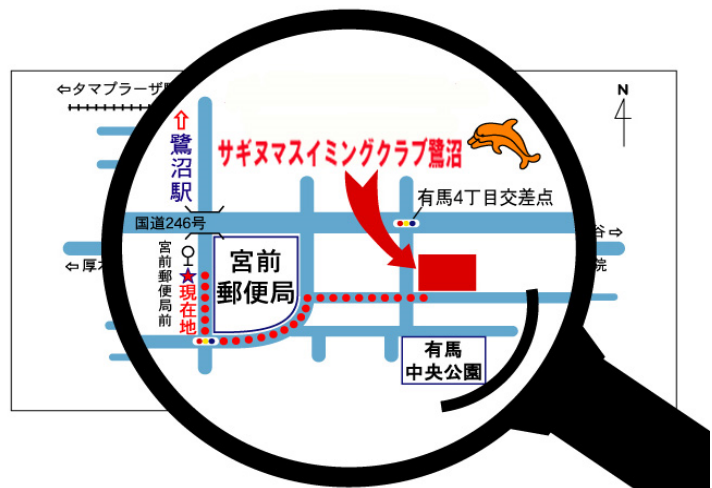 ←タマプラーザ
N
⇧鷺沼駅
サギヌマスイミングクラブ鷺沼
有馬4丁目交差点
国道246号
谷→
←厚木
院
宮前郵便局前
★現在地
宮前
郵便局
有馬
中央公園